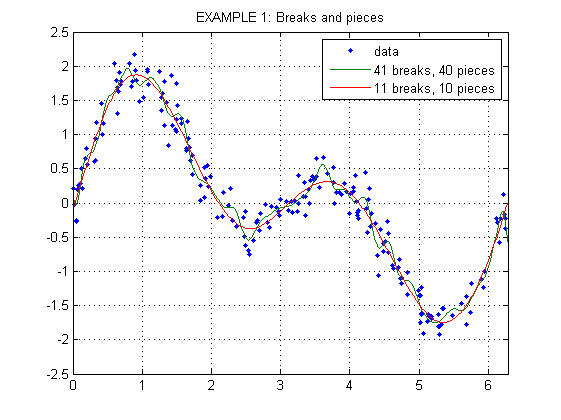 EXAMPLE 1: Breaks and pieces
data
41 breaks, 40 pieces
11 breaks, 10 pieces
2.5
2
1.5
1
0.5
0
-0.5
-1
-1.5
-2
-2.5
0 1 2 3 4 5 6